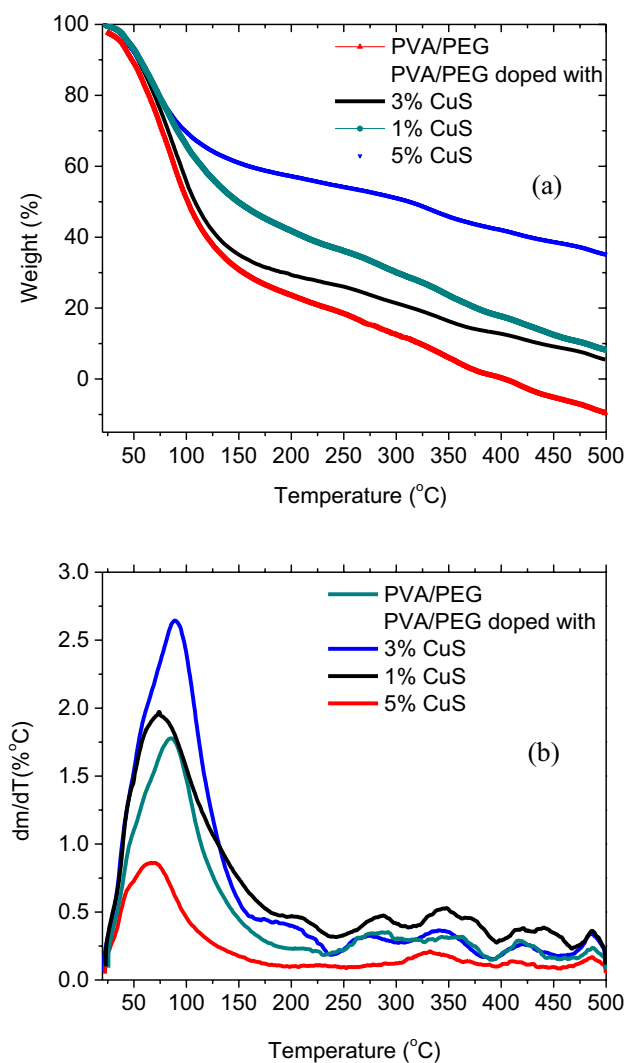 100
80
60
40
20
0
Weight (%)
PVA/PEG
PVA/PEG doped with
3% CuS
1% CuS
5% CuS
(a)
50 100 150 200 250 300 350 400 450 500
Temperature (°C)
3.0
2.5
2.0
1.5
1.0
0.5
0.0
dm/dT(%°C)
PVA/PEG
PVA/PEG doped with
3% CuS
1% CuS
5% CuS
(b)
50 100 150 200 250 300 350 400 450 500
Temperature (°C)